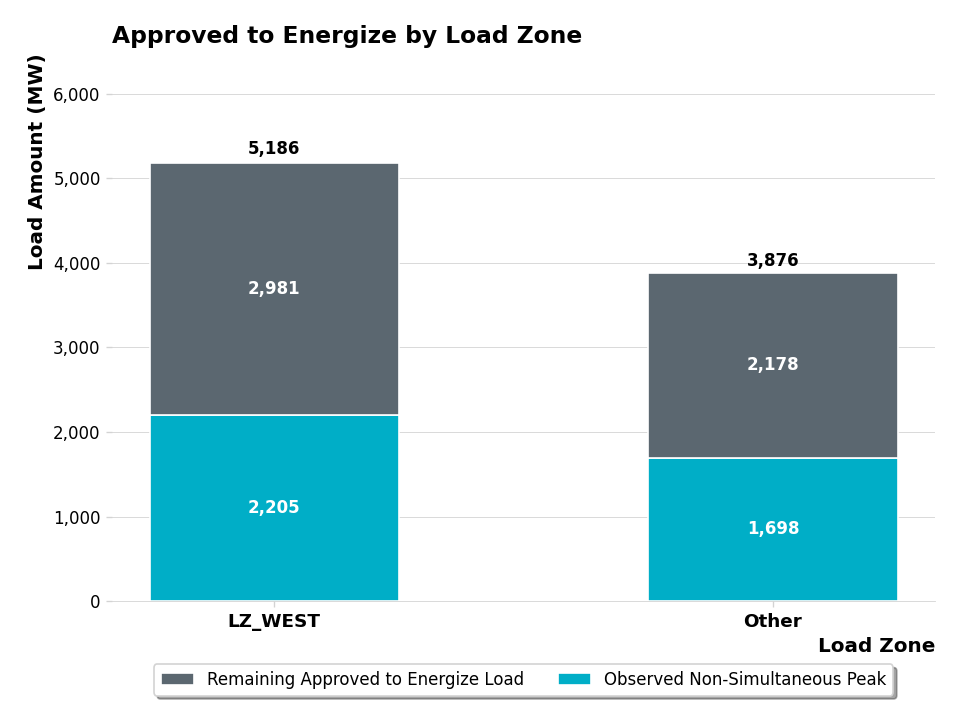 Approved to Energize by Load Zone
Load Amount (MW)
6,000
5,000
4,000
3,000
2,000
1,000
0
5,186
2,981
2,205
3,876
2,178
1,698
LZ_WEST
Other
Load Zone
Remaining Approved to Energize Load
Observed Non-Simultaneous Peak